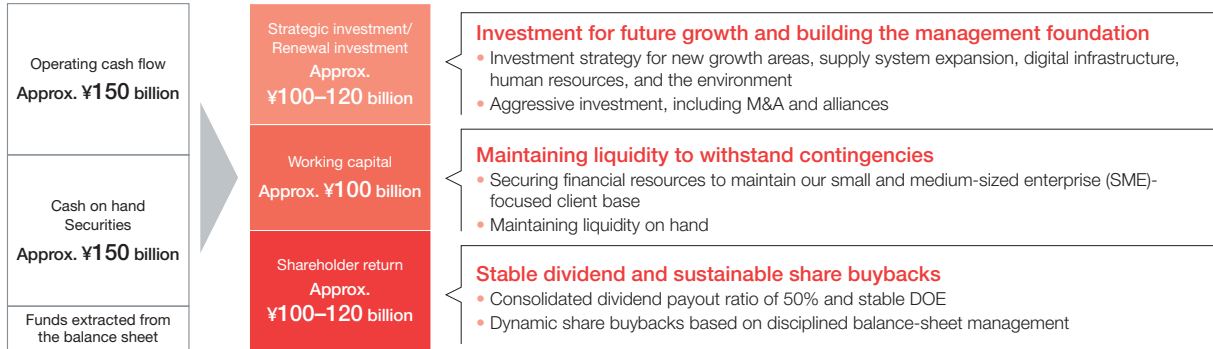 Operating cash flow
Approx. ¥150 billion
Cash on hand
Securities
Approx. ¥150 billion
Funds extracted from
the balance sheet
Strategic investment/
Renewal investment
Approx.
¥100–120 billion
Working capital
Approx. ¥100 billion
Shareholder return
Approx.
¥100–120 billion
Investment for future growth and building the management foundation
• Investment strategy for new growth areas, supply system expansion, digital infrastructure,
human resources, and the environment
• Aggressive investment, including M&A and alliances
Maintaining liquidity to withstand contingencies
• Securing financial resources to maintain our small and medium-sized enterprise (SME)-
focused client base
• Maintaining liquidity on hand
Stable dividend and sustainable share buybacks
• Consolidated dividend payout ratio of 50% and stable DOE
• Dynamic share buybacks based on disciplined balance-sheet management